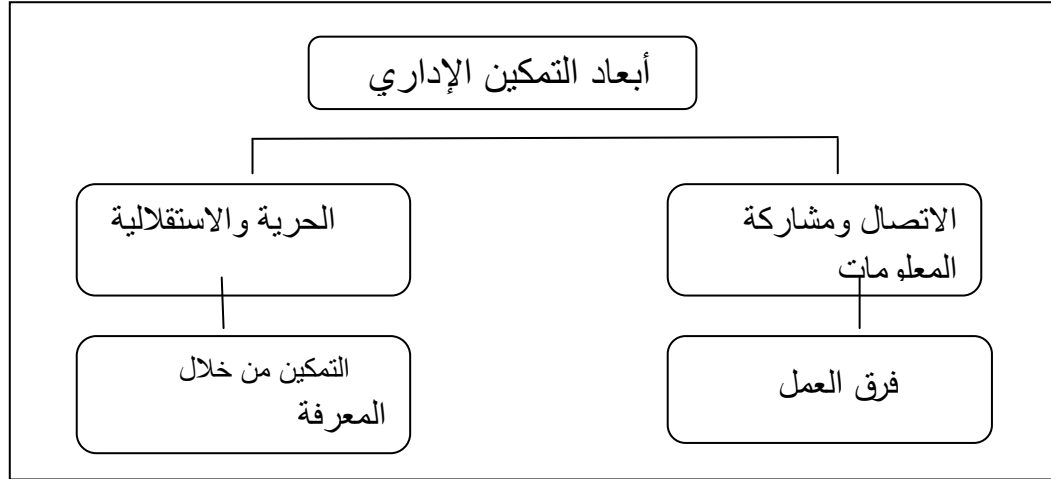 أبعاد التمكين الإداري
الاتصال ومشاركة
المعلومات
الحرية والاستقلالية
فرق العمل
التمكين من خلال
المعرفة